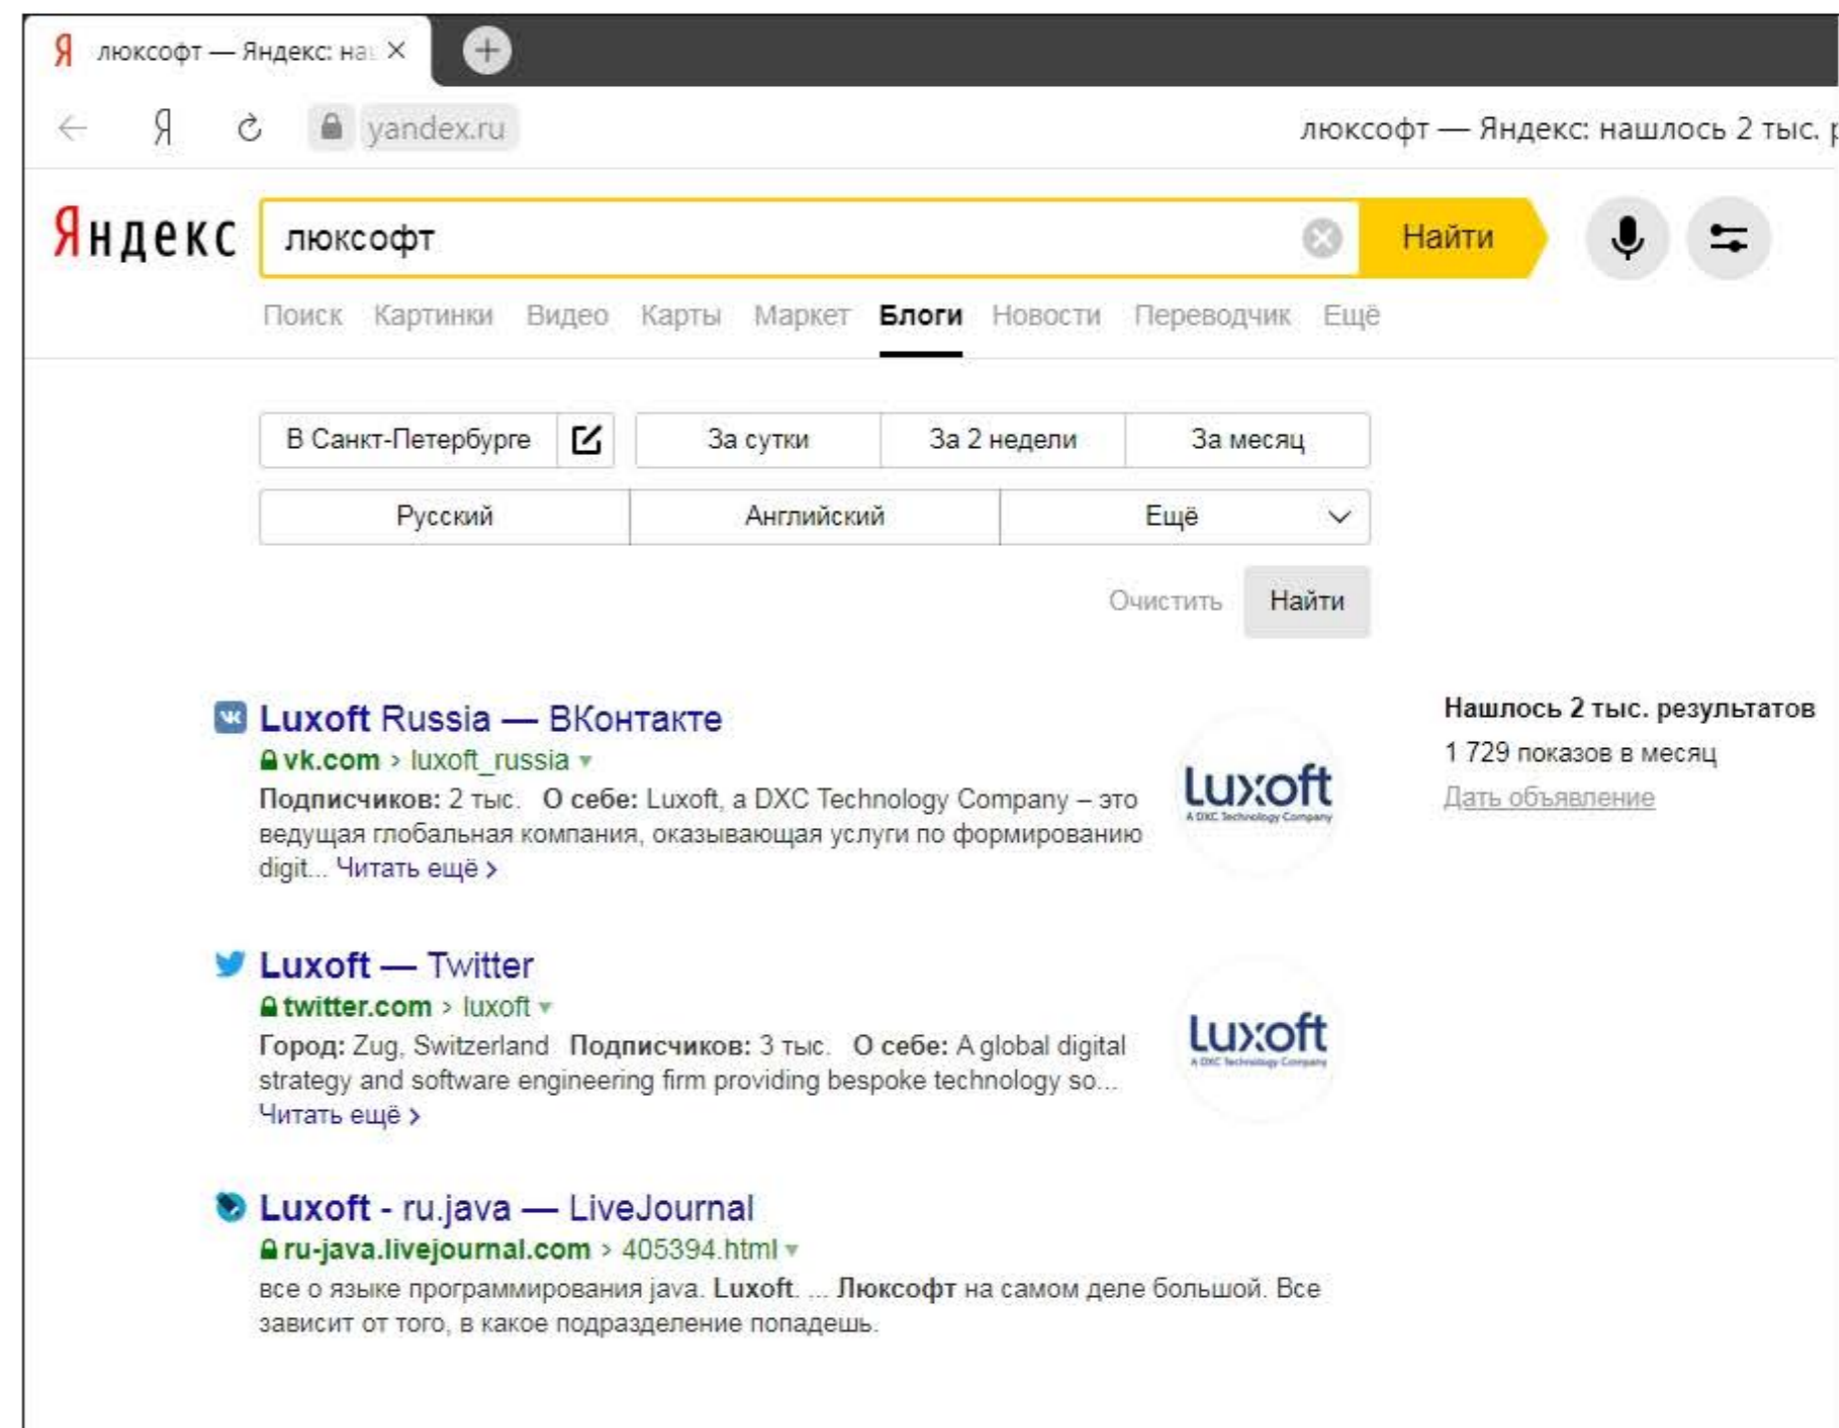 Я люксофт — Яндекс: на
Я yandex.ru люксофт — Яндекс: нашлось 2 тыс.
Яндекс люксофт Найти
Поиск Картинки Видео Карты Маркет Блоги Новости Переводчик Ещё
В Санкт-Петербурге За сутки За 2 недели За месяц
Русский Английский Ещё
Очистить Найти
Luxoft Russia — ВКонтакте
vk.com › luxoft_russia
Подписчиков: 2 тыс. О себе: Luxoft, a DXC Technology Company – это
ведущая глобальная компания, оказывающая услуги по формированию
digit... Читать ещё ›
Luxoft
A DXC Technology Company
Нашлось 2 тыс. результатов
1 729 показов в месяц
Дать объявление
Luxoft — Twitter
twitter.com › luxoft
Город: Zug, Switzerland Подписчиков: 3 тыс. О себе: A global digital
strategy and software engineering firm providing bespoke technology so...
Читать ещё ›
Luxoft
A DXC Technology Company
Luxoft - ru.java — LiveJournal
ru-java.livejournal.com › 405394.html
все о языке программирования java. Luxoft. ... Люксофт на самом деле большой. Все
зависит от того, в какое подразделение попадешь.